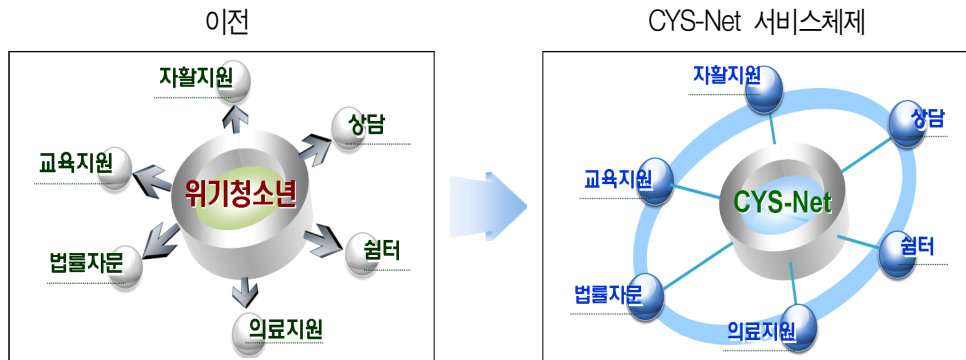 이전
자활지원
상담
교육지원
위기청소년
법률자문
쉼터
의료지원
CYS-Net 서비스체제
자활지원
상담
교육지원
CYS-Net
법률자문
쉼터
의료지원